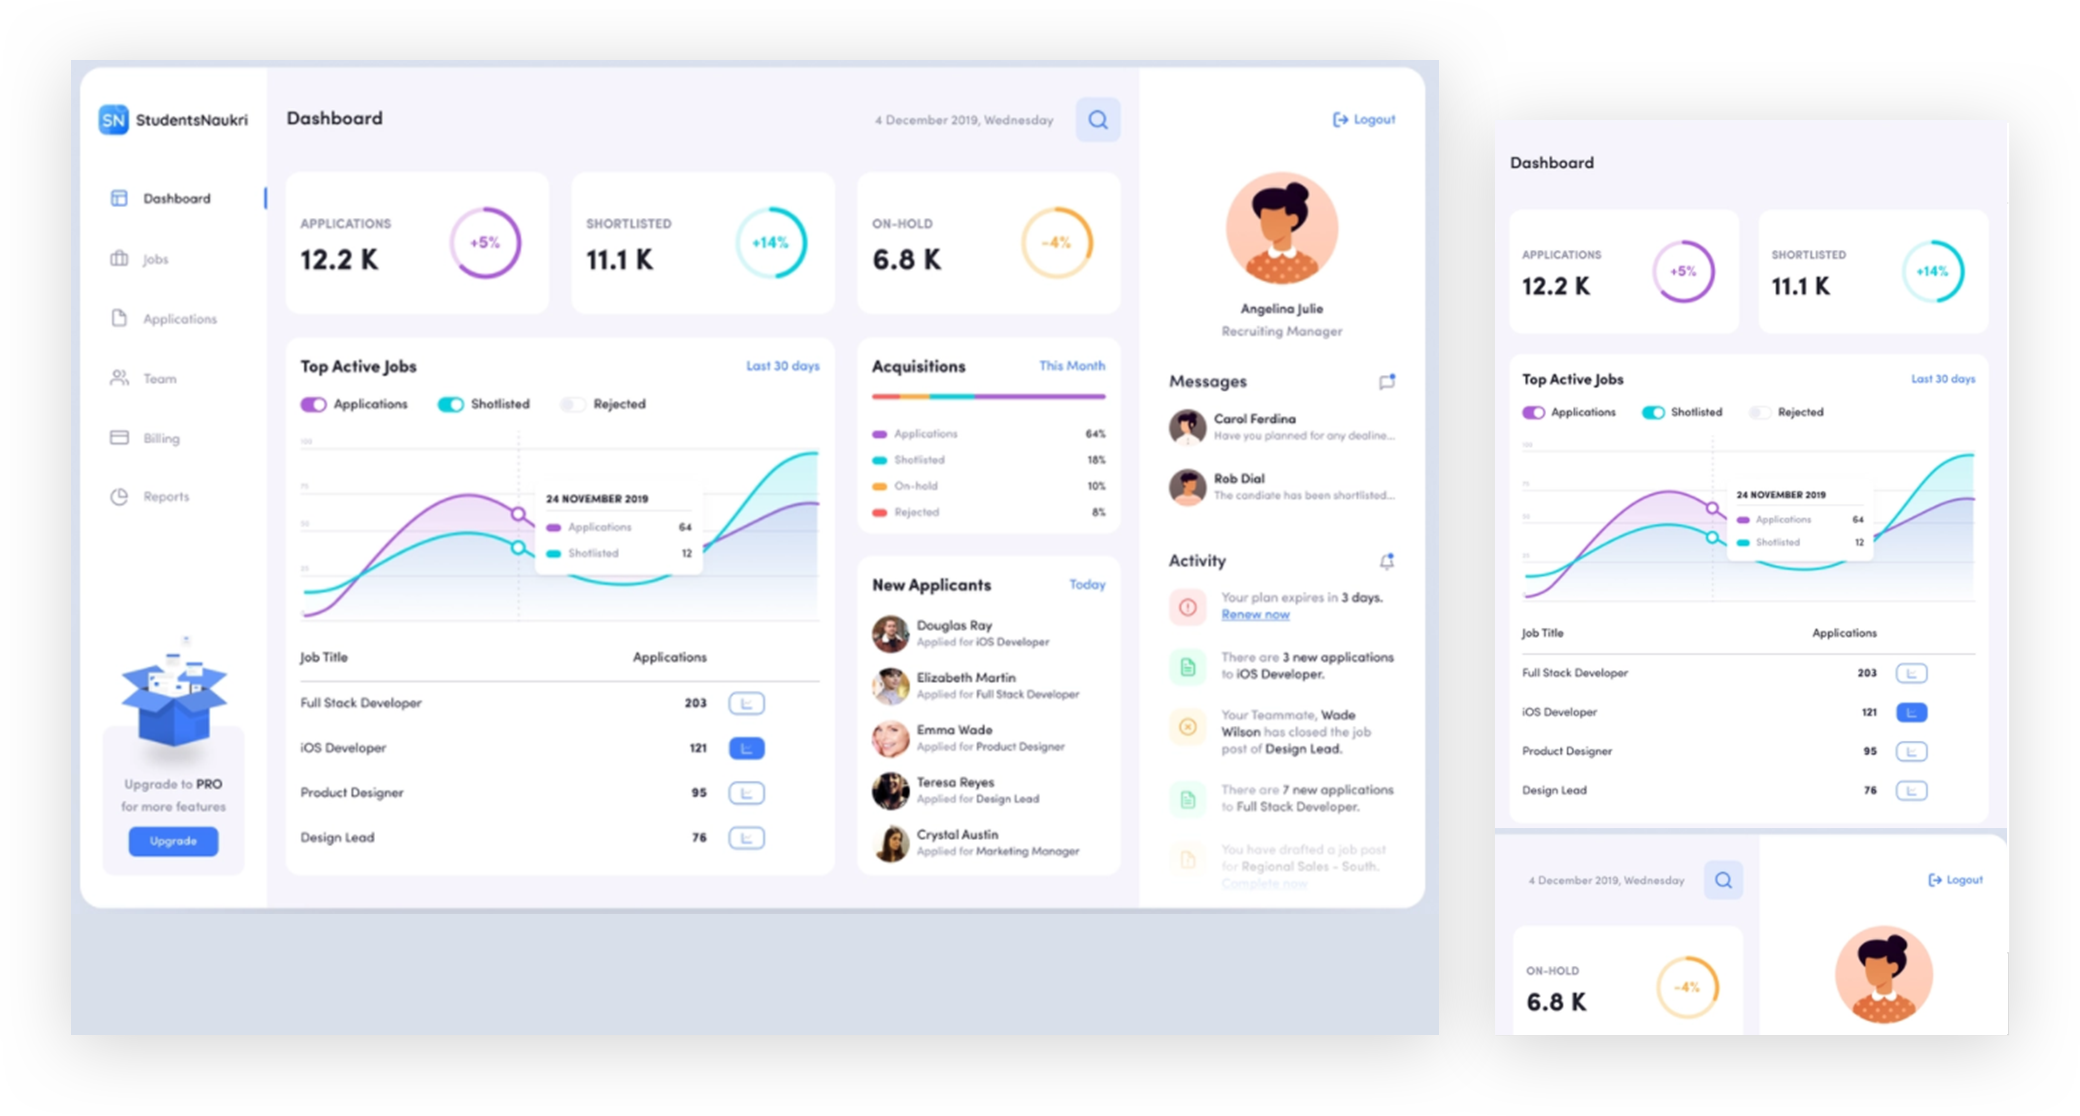 SN StudentsNaukri
Dashboard
Jobs
Applications
Team
Billing
Reports
Upgrade to PRO
for more features
Upgrade
Dashboard
4 December 2019, Wednesday
APPLICATIONS
12.2 K
+5%
SHORTLISTED
11.1 K
+14%
ON-HOLD
6.8 K
-4%
Top Active Jobs
Last 30 days
Applications
Shotlisted
Rejected
100
75
50
25
24 NOVEMBER 2019
Applications 64
Shotlisted 12
Job Title Applications
Full Stack Developer 203
iOS Developer 121
Product Designer 95
Design Lead 76
Acquisitions
This Month
Applications 64%
Shotlisted 18%
On-hold 10%
Rejected 8%
New Applicants
Today
Douglas Ray
Applied for iOS Developer
Elizabeth Martin
Applied for Full Stack Developer
Emma Wade
Applied for Product Designer
Teresa Reyes
Applied for Design Lead
Crystal Austin
Applied for Marketing Manager
Logout
Angelina Julie
Recruiting Manager
Messages
Carol Ferdina
Have you planned for any dealine...
Rob Dial
The candiate has been shortlisted...
Activity
Your plan expires in 3 days.
Renew now
There are 3 new applications
to iOS Developer.
Your Teammate, Wade
Wilson has closed the job
post of Design Lead.
There are 7 new applications
to Full Stack Developer.
You have drafted a job post
for Regional Sales - South.
Complete now
Dashboard
APPLICATIONS
12.2 K
+5%
SHORTLISTED
11.1 K
+14%
Top Active Jobs
Last 30 days
Applications
Shotlisted
Rejected
100
75
50
25
24 NOVEMBER 2019
Applications 64
Shotlisted 12
Job Title Applications
Full Stack Developer 203
iOS Developer 121
Product Designer 95
Design Lead 76
4 December 2019, Wednesday
Logout
ON-HOLD
6.8 K
-4%